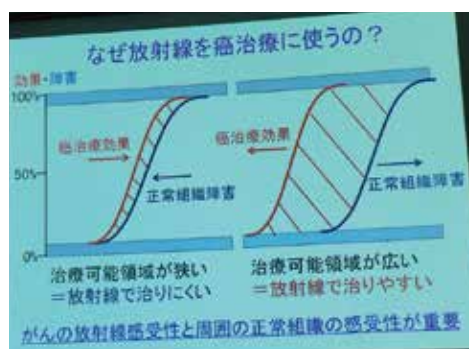 なぜ放射線を癌治療に使うの？
効果・障害
100%
50%
0%
癌治療効果
正常組織障害
癌治療効果
正常組織障害
治療可能領域が狭い
＝放射線で治りにくい
治療可能領域が広い
＝放射線で治りやすい
がんの放射線感受性と周囲の正常組織の感受性が重要